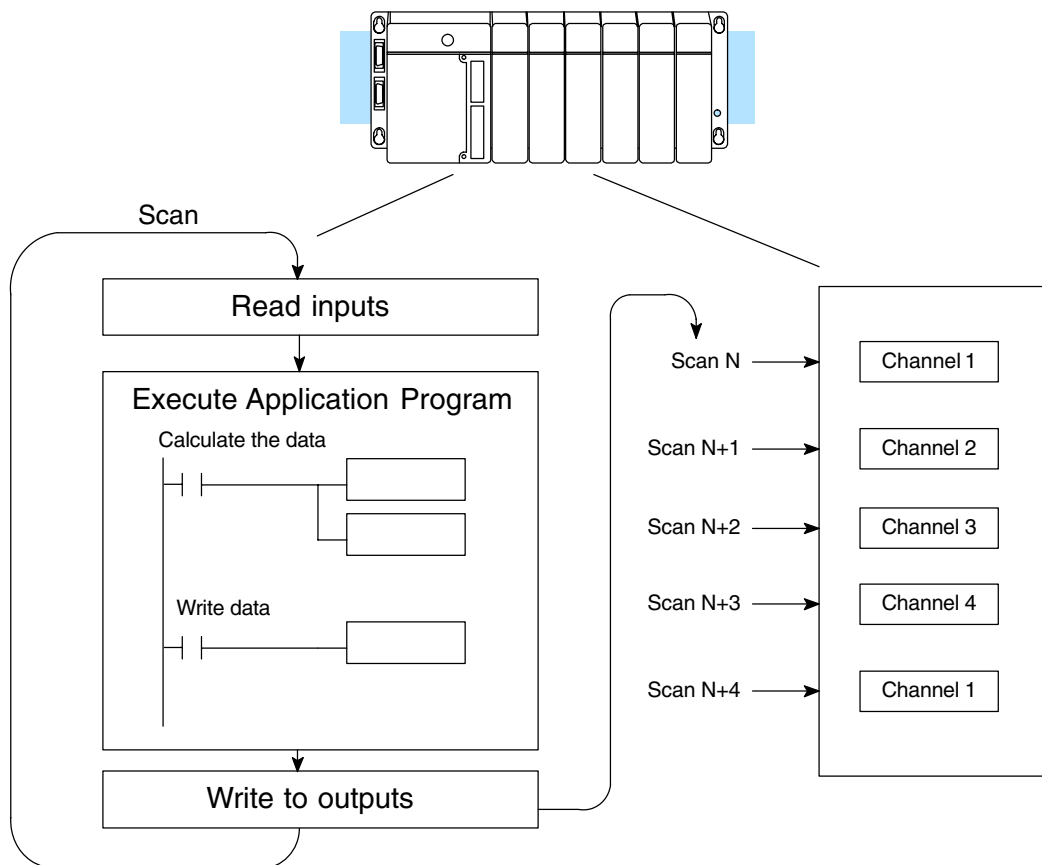 Scan
Read inputs
Execute Application Program
Calculate the data
Write data
Write to outputs
Scan N
Channel 1
Scan N+1
Channel 2
Scan N+2
Channel 3
Scan N+3
Channel 4
Scan N+4
Channel 1